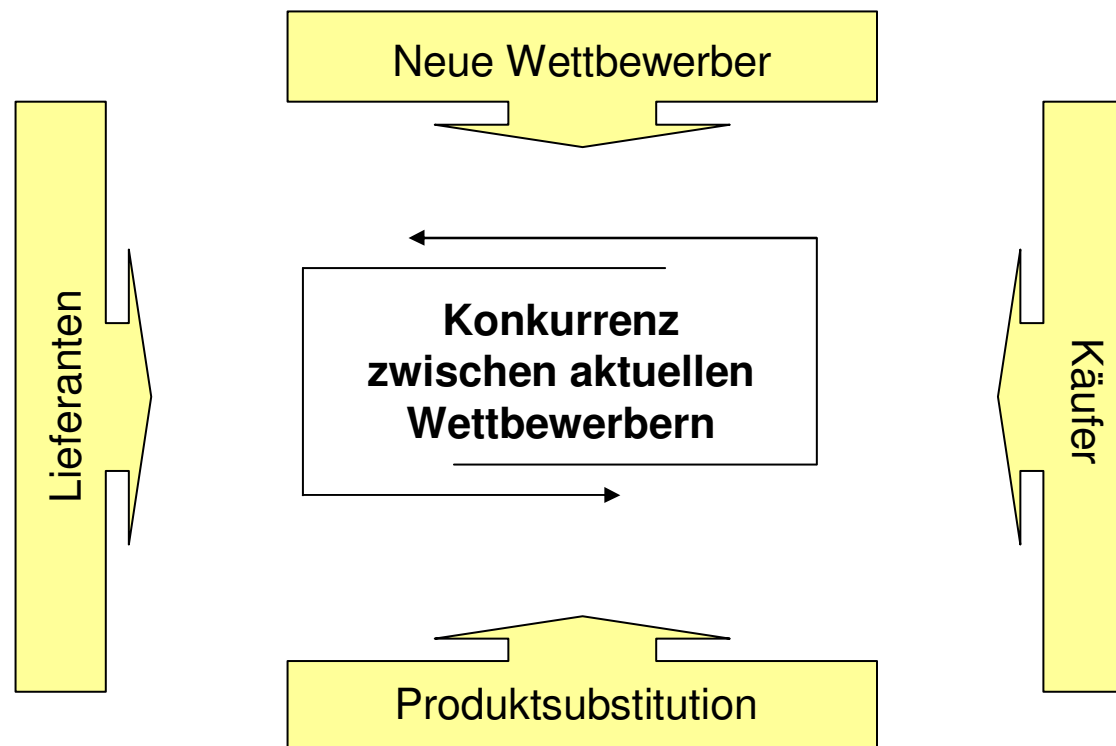 Neue Wettbewerber
Lieferanten
Konkurrenz
zwischen aktuellen
Wettbewerbern
Käufer
Produktsubstitution